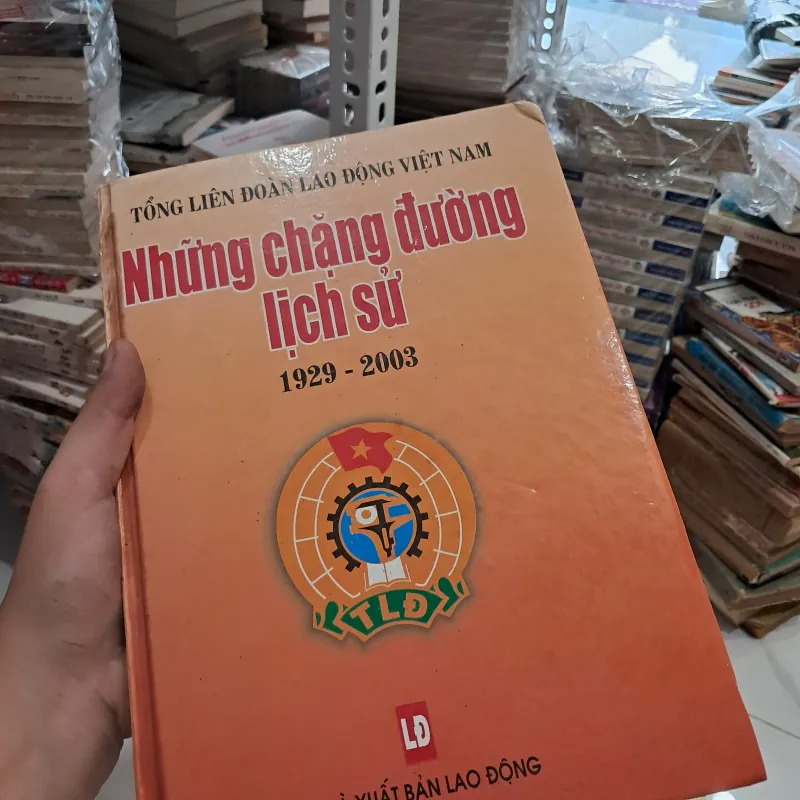 TỔNG LIÊN ĐOÀN LAO ĐỘNG VIỆT NAM
Những chặng đường
lịch sử
1929 - 2003
TLĐ
LĐ
XUẤT BẢN LAO ĐỘNG